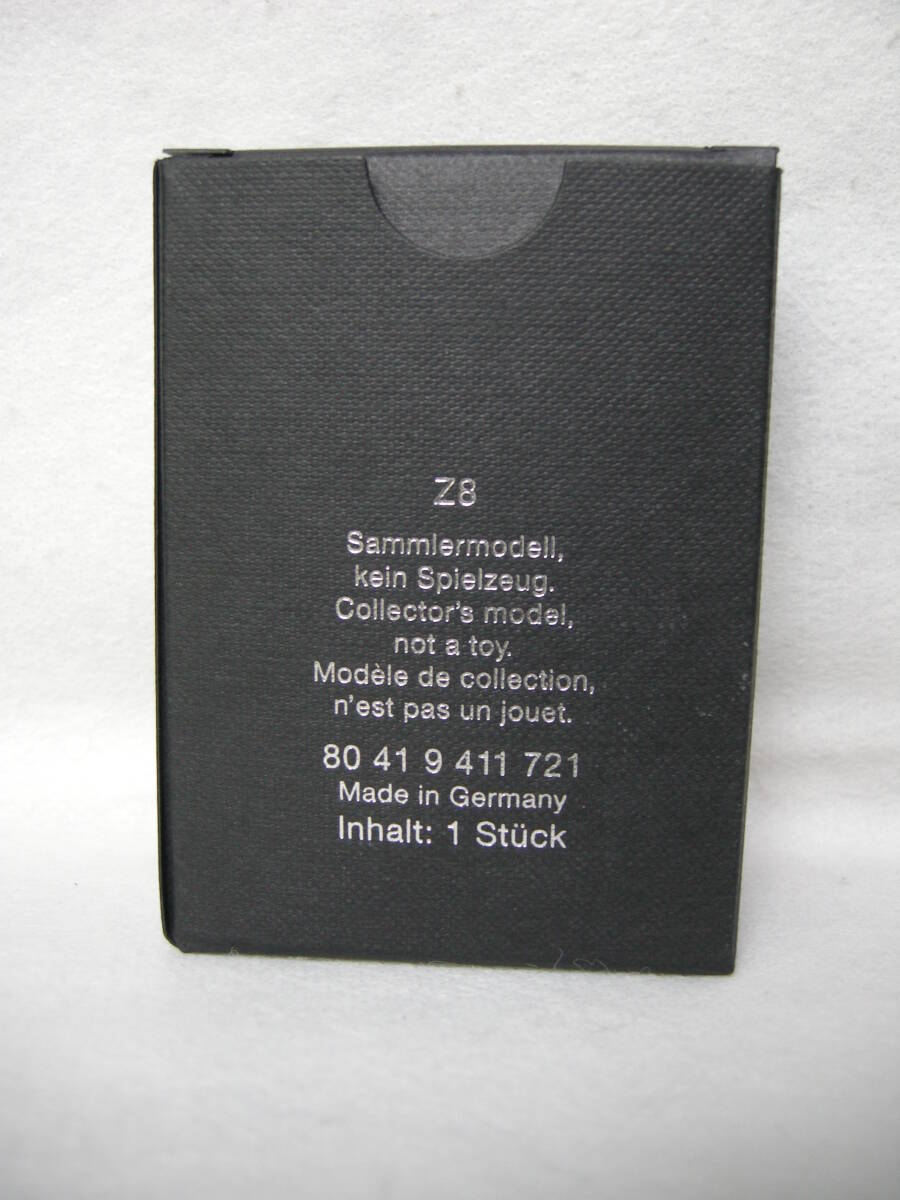 Z8
Sammlermodell,
kein Spielzeug.
Collector's model,
not a toy.
Modèle de collection,
n'est pas un jouet.
80 41 9 411 721
Made in Germany
Inhalt: 1 Stück